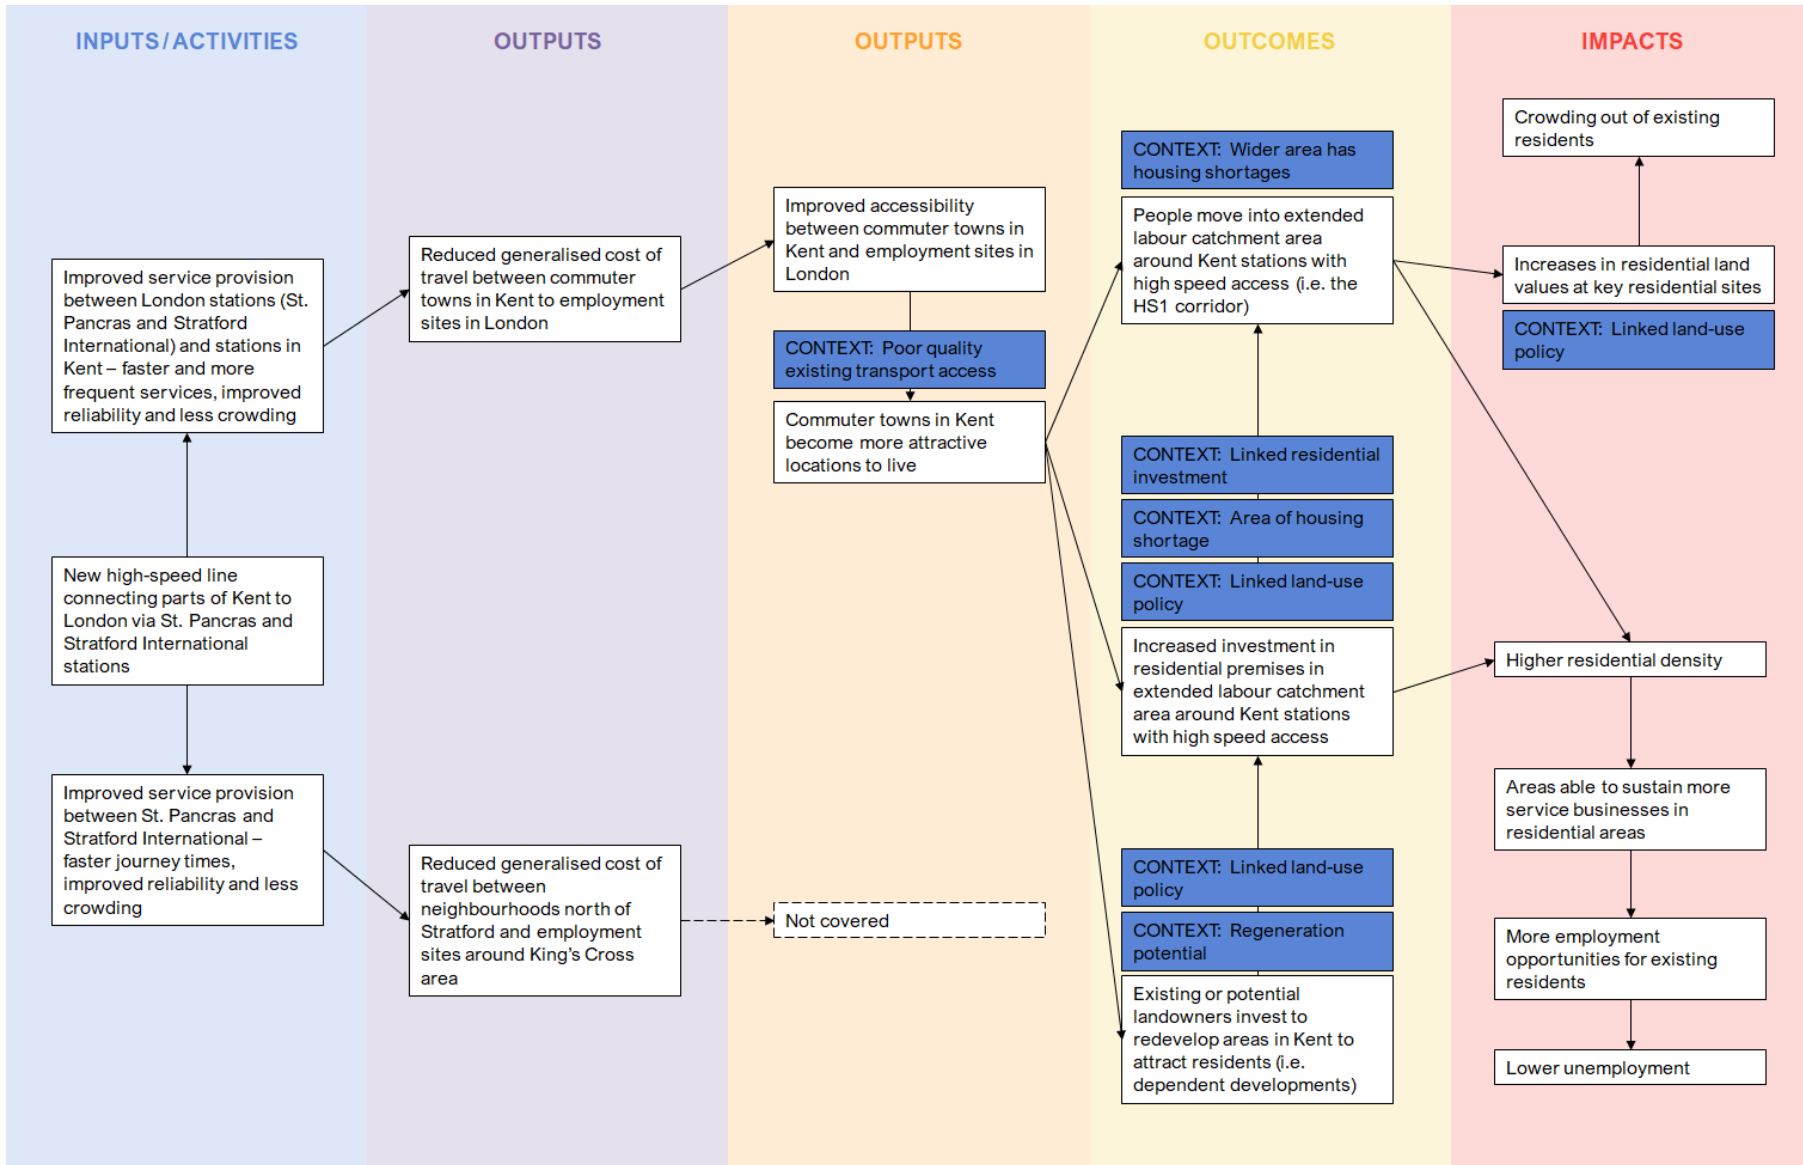 INPUTS / ACTIVITIES
OUTPUTS
OUTPUTS
OUTCOMES
IMPACTS
Improved service provision
between London stations (St.
Pancras and Stratford
International) and stations in
Kent – faster and more
frequent services, improved
reliability and less crowding
New high-speed line
connecting parts of Kent to
London via St. Pancras and
Stratford International
stations
Improved service provision
between St. Pancras and
Stratford International –
faster journey times,
improved reliability and less
crowding
Reduced generalised cost of
travel between commuter
towns in Kent to employment
sites in London
Reduced generalised cost of
travel between
neighbourhoods north of
Stratford and employment
sites around King's Cross
area
Improved accessibility
between commuter towns in
Kent and employment sites in
London
CONTEXT: Poor quality
existing transport access
Commuter towns in Kent
become more attractive
locations to live
Not covered
CONTEXT: Wider area has
housing shortages
People move into extended
labour catchment area
around Kent stations with
high speed access (i.e. the
HS1 corridor)
CONTEXT: Linked residential
investment
CONTEXT: Area of housing
shortage
CONTEXT: Linked land-use
policy
Increased investment in
residential premises in
extended labour catchment
area around Kent stations
with high speed access
CONTEXT: Linked land-use
policy
CONTEXT: Regeneration
potential
Existing or potential
landowners invest to
redevelop areas in Kent to
attract residents (i.e.
dependent developments)
Crowding out of existing
residents
Increases in residential land
values at key residential sites
CONTEXT: Linked land-use
policy
Higher residential density
Areas able to sustain more
service businesses in
residential areas
More employment
opportunities for existing
residents
Lower unemployment